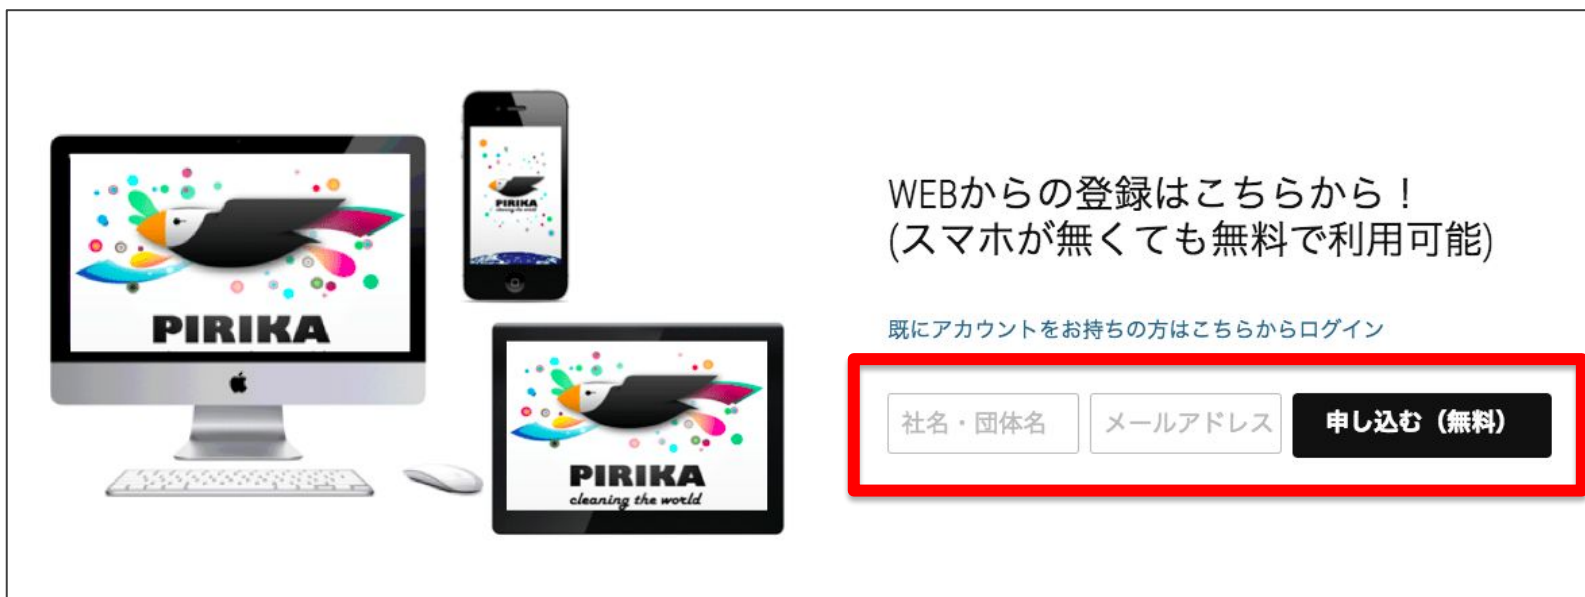 PIRIKA
PIRIKA
cleaning the world
PIRIKA
cleaning the world
WEBからの登録はこちらから！
(スマホが無くても無料で利用可能)
既にアカウントをお持ちの方はこちらからログイン
社名・団体名 メールアドレス 申し込む（無料）